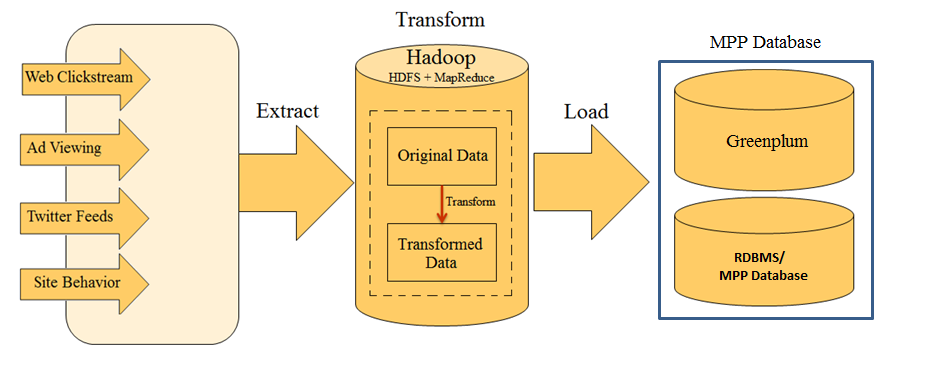 Transform
MPP Database
Hadoop
HDFS + MapReduce
Web Clickstream
Ad Viewing
Twitter Feeds
Site Behavior
Extract
Original Data
Transform
Transformed
Data
Load
Greenplum
RDBMS/
MPP Database